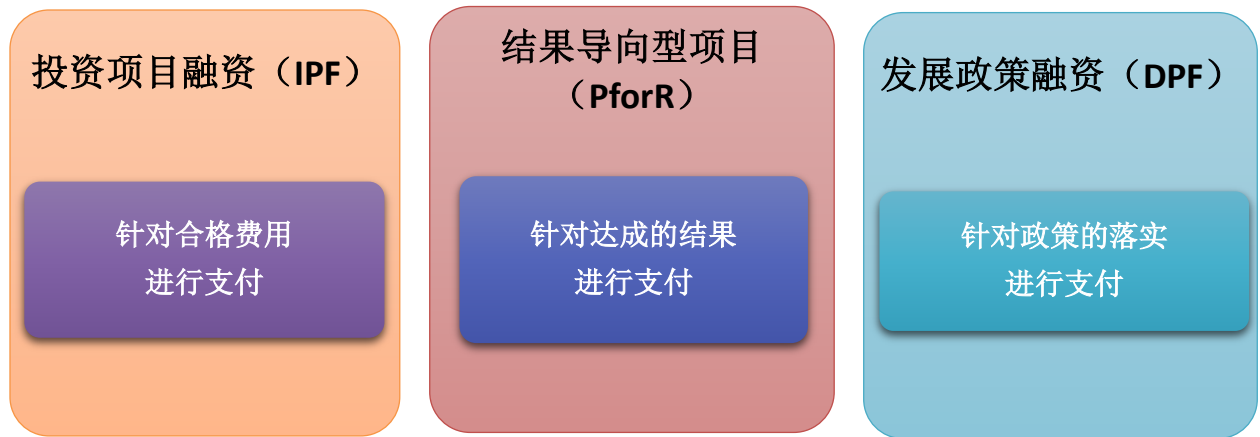 投资项目融资（IPF）
针对合格费用
进行支付
结果导向型项目
（PforR）
针对达成的结果
进行支付
发展政策融资（DPF）
针对政策的落实
进行支付